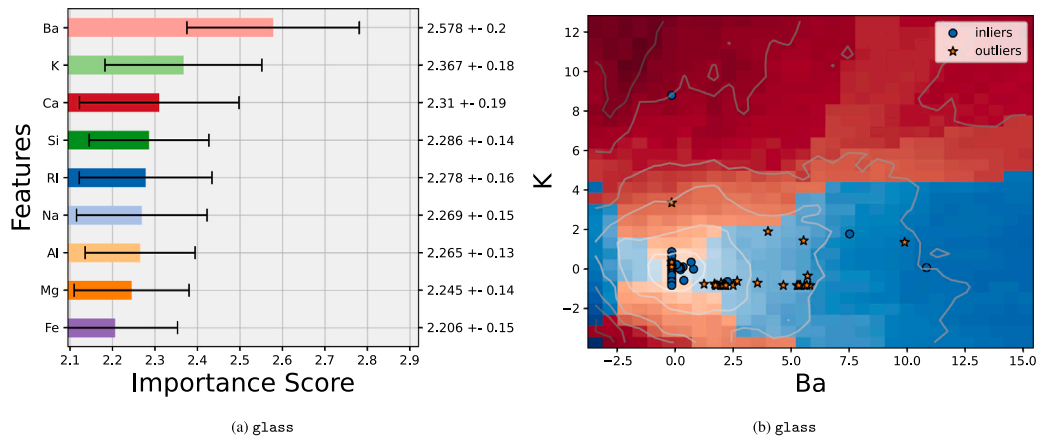 Features
Ba
K
Ca
Si
RI
Na
Al
Mg
Fe
2.578 +- 0.2
2.367 +- 0.18
2.31 +- 0.19
2.286 +- 0.14
2.278 +- 0.16
2.269 +- 0.15
2.265 +- 0.13
2.245 +- 0.14
2.206 +- 0.15
2.1 2.2 2.3 2.4 2.5 2.6 2.7 2.8 2.9
Importance Score
(a) glass
K
12
10
8
6
4
2
0
−2
inliers
outliers
−2.5 0.0 2.5 5.0 7.5 10.0 12.5 15.0
Ba
(b) glass